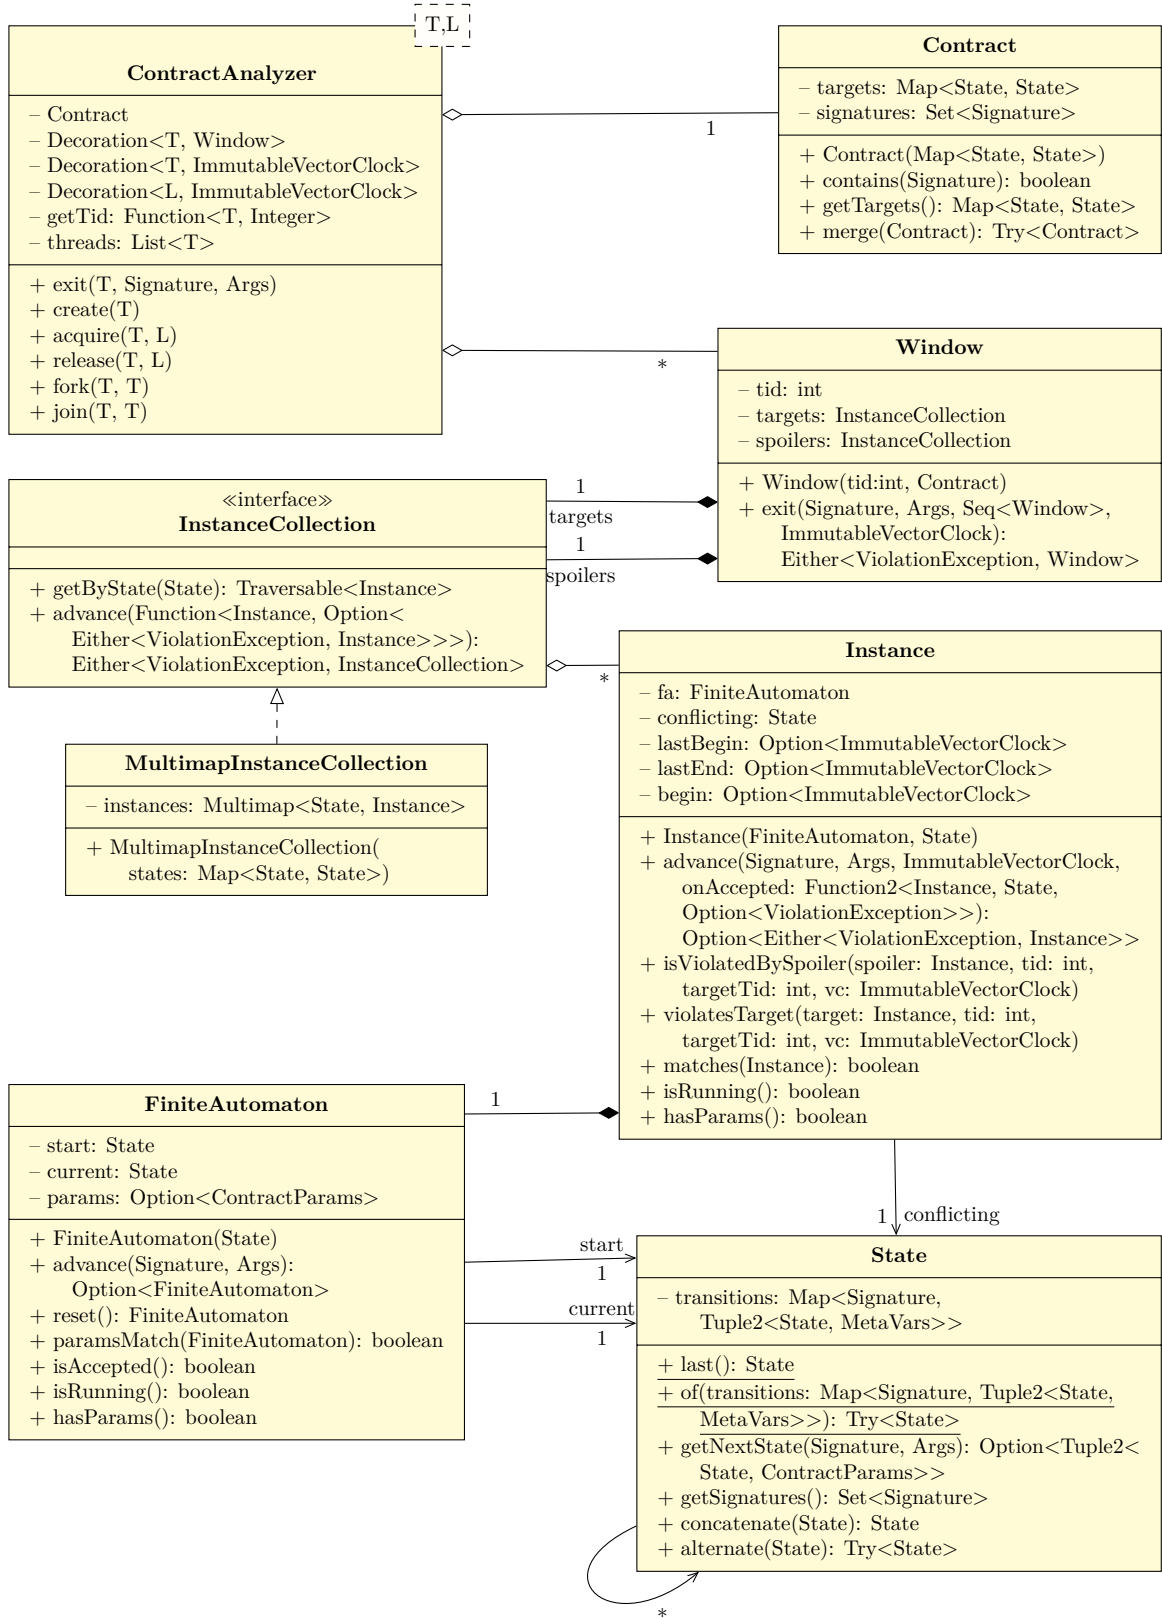 T,L
ContractAnalyzer
– Contract
– Decoration<T, Window>
– Decoration<T, ImmutableVectorClock>
– Decoration<L, ImmutableVectorClock>
– getTid: Function<T, Integer>
– threads: List<T>
+ exit(T, Signature, Args)
+ create(T)
+ acquire(T, L)
+ release(T, L)
+ fork(T, T)
+ join(T, T)
1
*
Contract
– targets: Map<State, State>
– signatures: Set<Signature>
+ Contract(Map<State, State>)
+ contains(Signature): boolean
+ getTargets(): Map<State, State>
+ merge(Contract): Try<Contract>
Window
– tid: int
– targets: InstanceCollection
– spoilers: InstanceCollection
+ Window(tid:int, Contract)
+ exit(Signature, Args, Seq<Window>,
ImmutableVectorClock):
Either<ViolationException, Window>
1
targets
1
spoilers
«interface»
InstanceCollection
+ getByState(State): Traversable<Instance>
+ advance(Function<Instance, Option<
Either<ViolationException, Instance>>>):
Either<ViolationException, InstanceCollection>
*
MultimapInstanceCollection
– instances: Multimap<State, Instance>
+ MultimapInstanceCollection(
states: Map<State, State>)
Instance
– fa: FiniteAutomaton
– conflicting: State
– lastBegin: Option<ImmutableVectorClock>
– lastEnd: Option<ImmutableVectorClock>
– begin: Option<ImmutableVectorClock>
+ Instance(FiniteAutomaton, State)
+ advance(Signature, Args, ImmutableVectorClock,
onAccepted: Function2<Instance, State,
Option<ViolationException>>):
Option<Either<ViolationException, Instance>>
+ isViolatedBySpoiler(spoiler: Instance, tid: int,
targetTid: int, vc: ImmutableVectorClock)
+ violatesTarget(target: Instance, tid: int,
targetTid: int, vc: ImmutableVectorClock)
+ matches(Instance): boolean
+ isRunning(): boolean
+ hasParams(): boolean
1
FiniteAutomaton
– start: State
– current: State
– params: Option<ContractParams>
+ FiniteAutomaton(State)
+ advance(Signature, Args):
Option<FiniteAutomaton>
+ reset(): FiniteAutomaton
+ paramsMatch(FiniteAutomaton): boolean
+ isAccepted(): boolean
+ isRunning(): boolean
+ hasParams(): boolean
1 conflicting
start
1
current
1
State
– transitions: Map<Signature,
Tuple2<State, MetaVars>>
+ last(): State
+ of(transitions: Map<Signature, Tuple2<State,
MetaVars>>): Try<State>
+ getNextState(Signature, Args): Option<Tuple2<
State, ContractParams>>
+ getSignatures(): Set<Signature>
+ concatenate(State): State
+ alternate(State): Try<State>
*